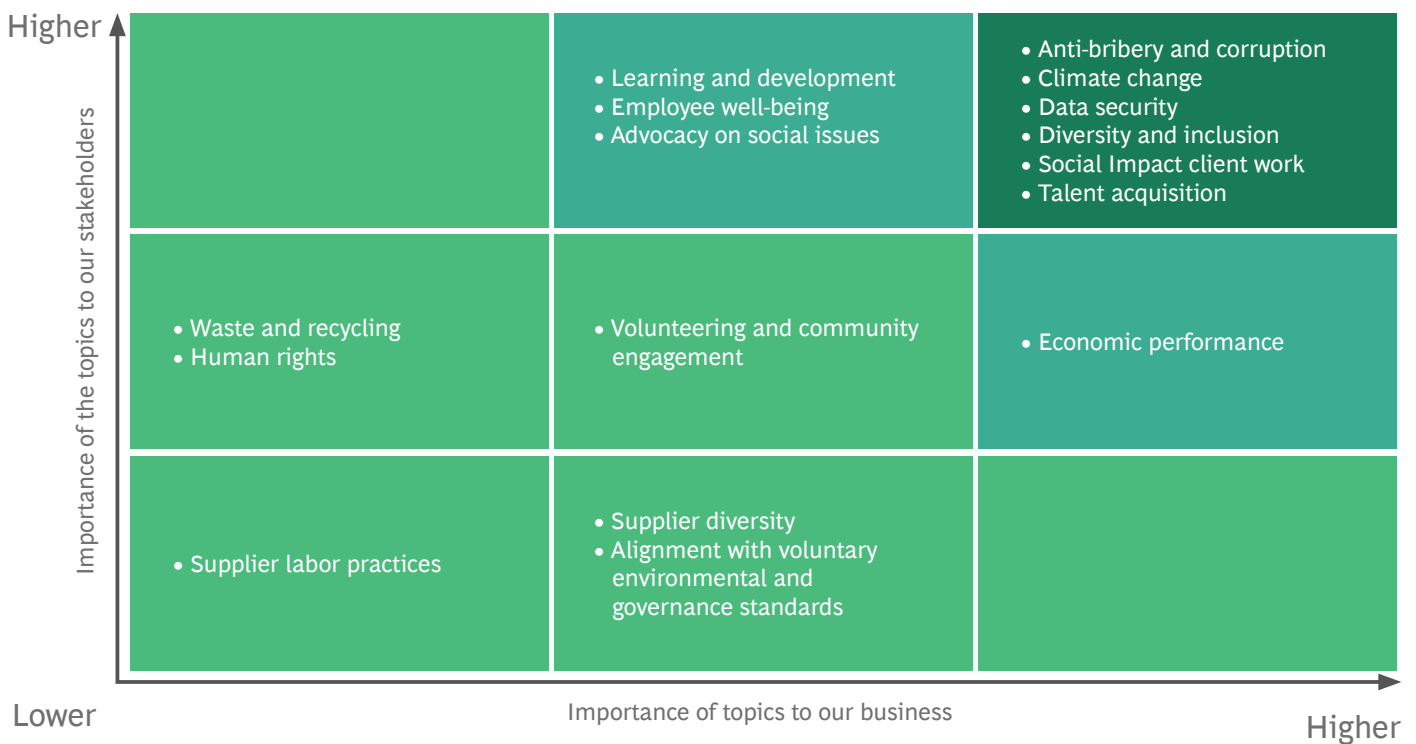 Higher
Importance of the topics to our stakeholders
• Learning and development
• Employee well-being
• Advocacy on social issues
• Anti-bribery and corruption
• Climate change
• Data security
• Diversity and inclusion
• Social Impact client work
• Talent acquisition
• Waste and recycling
• Human rights
• Volunteering and community
engagement
• Economic performance
• Supplier labor practices
• Supplier diversity
• Alignment with voluntary
environmental and
governance standards
Lower
Importance of topics to our business
Higher